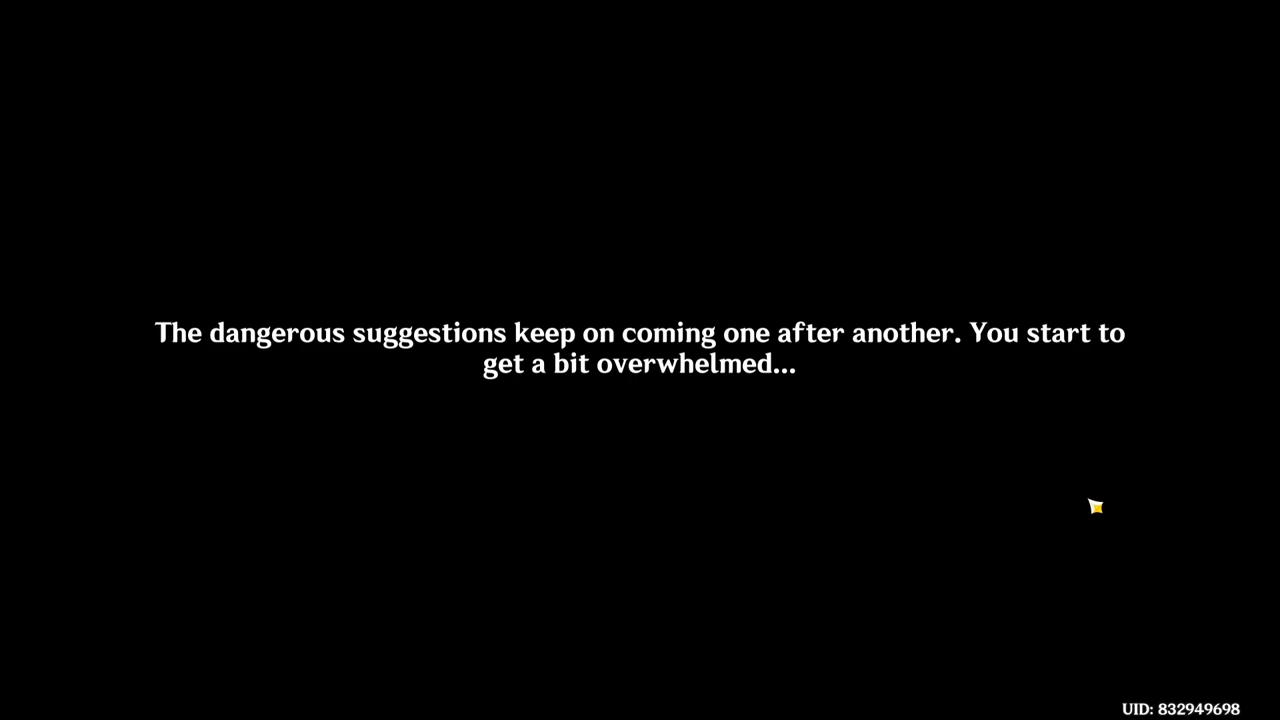 The dangerous suggestions keep on coming one after another. You start to
get a bit overwhelmed...
UID: 832949698